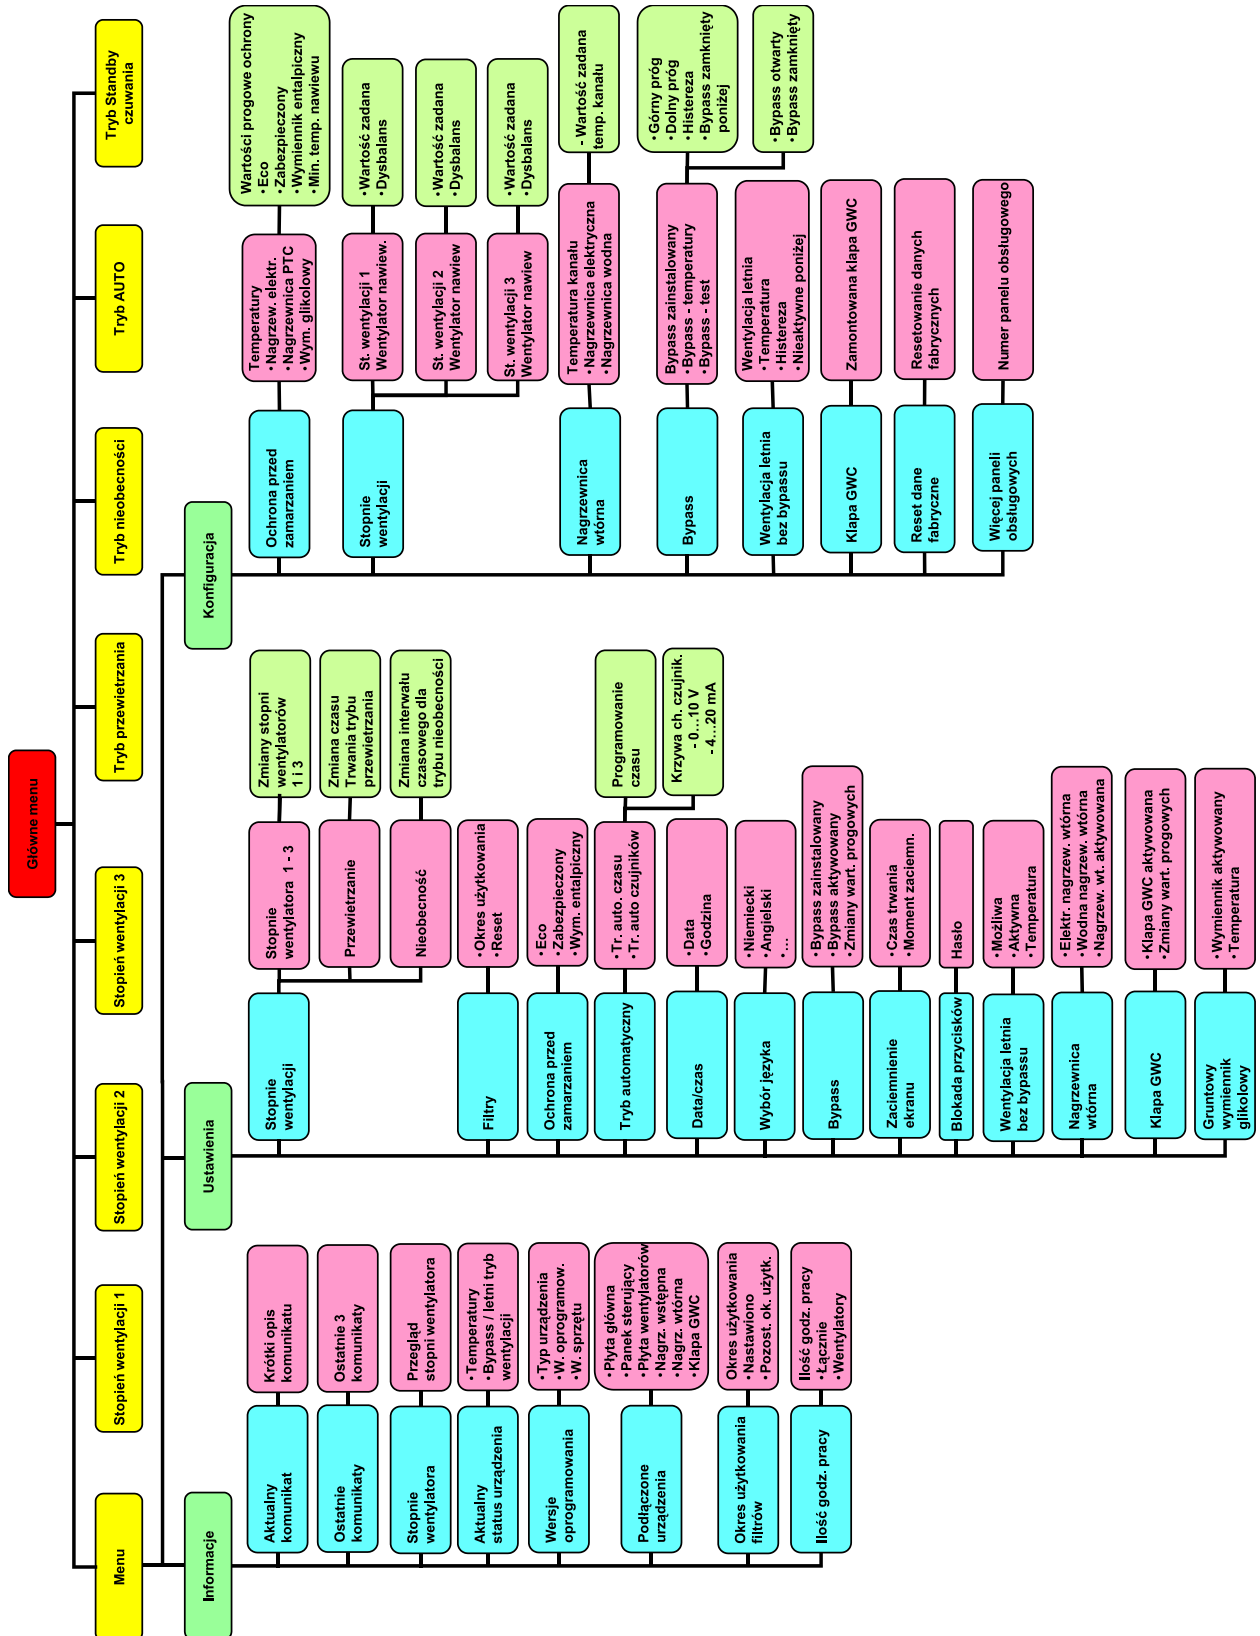 Główne menu
Menu
Stopień wentylacji 1
Stopień wentylacji 2
Stopień wentylacji 3
Tryb przewietrzania
Tryb nieobecności
Tryb AUTO
Tryb Standby
czuwania
Informacje
Aktualny
komunikat
Krótki opis
komunikatu
Ostatnie
komunikaty
Ostatnie 3
komunikaty
Stopnie
wentylatora
Przegląd
stopni wentylatora
Aktualny
status urządzenia
•Temperatury
•Bypass / letni tryb
wentylacji
Wersje
oprogramowania
•Typ urządzenia
•W. oprogramow.
•W. sprzętu
Podłączone
urządzenia
•Płyta główna
•Panek sterujący
•Płyta wentylatorów
•Nagrz. wstępna
•Nagrz. wtórna
•Klapa GWC
Okres użytkowania
filtrów
Okres użytkowania
•Nastawiono
•Pozost. ok. użytk.
Ilość godz. pracy
Ilość godz. pracy
•Łącznie
•Wentylatory
Ustawienia
Stopnie
wentylacji
Stopnie
wentylatora 1 - 3
Zmiany stopni
wentylatorów
1 i 3
Przewietrzanie
Zmiana czasu
Trwania trybu
przewietrzania
Nieobecność
Zmiana interwału
czasowego dla
trybu nieobecności
Filtry
•Okres użytkowania
•Reset
Ochrona przed
zamarzaniem
•Eco
•Zabezpieczony
•Wym. entalpiczny
Tryb automatyczny
•Tr. auto. czasu
•Tr. auto czujników
Programowanie
czasu
Krzywa ch. czujnik.
- 0...10 V
- 4...20 mA
Data/czas
•Data
•Godzina
Wybór języka
•Niemiecki
•Angielski
•...
Bypass
•Bypass zainstalowany
•Bypass aktywowany
•Zmiany wart. progowych
Zaciemnienie
ekranu
•Czas trwania
•Moment zaciemn.
Blokada przycisków
Hasło
Wentylacja letnia
bez bypassu
•Możliwa
•Aktywna
•Temperatura
Nagrzewnica
wtórna
•Elektr. nagrzew. wtórna
•Wodna nagrzew. wtórna
•Nagrzew. wt. aktywowana
Klapa GWC
•Klapa GWC aktywowana
•Zmiany wart. progowych
Gruntowy
wymiennik
glikolowy
•Wymiennik aktywowany
•Temperatura
Konfiguracja
Ochrona przed
zamarzaniem
Temperatury
•Nagrzew. elektr.
•Nagrzewnica PTC
•Wym. glikolowy
Wartości progowe ochrony
•Eco
•Zabezpieczony
•Wymiennik entalpiczny
•Min. temp. nawiewu
Stopnie
wentylacji
St. wentylacji 1
Wentylator nawiew.
•Wartość zadana
•Dysbalans
St. wentylacji 2
Wentylator nawiew
•Wartość zadana
•Dysbalans
St. wentylacji 3
Wentylator nawiew
•Wartość zadana
•Dysbalans
Nagrzewnica
wtórna
Temperatura kanału
•Nagrzewnica elektryczna
•Nagrzewnica wodna
- Wartość zadana
temp. kanału
Bypass
Bypass zainstalowany
•Bypass - temperatury
•Bypass - test
•Górny próg
•Dolny próg
•Histereza
•Bypass zamknięty
poniżej
•Bypass otwarty
•Bypass zamknięty
Wentylacja letnia
bez bypassu
Wentylacja letnia
•Temperatura
•Histereza
•Nieaktywne poniżej
Klapa GWC
Zamontowana klapa GWC
Reset dane
fabryczne
Resetowanie danych
fabrycznych
Więcej paneli
obsługowych
Numer panelu obsługowego